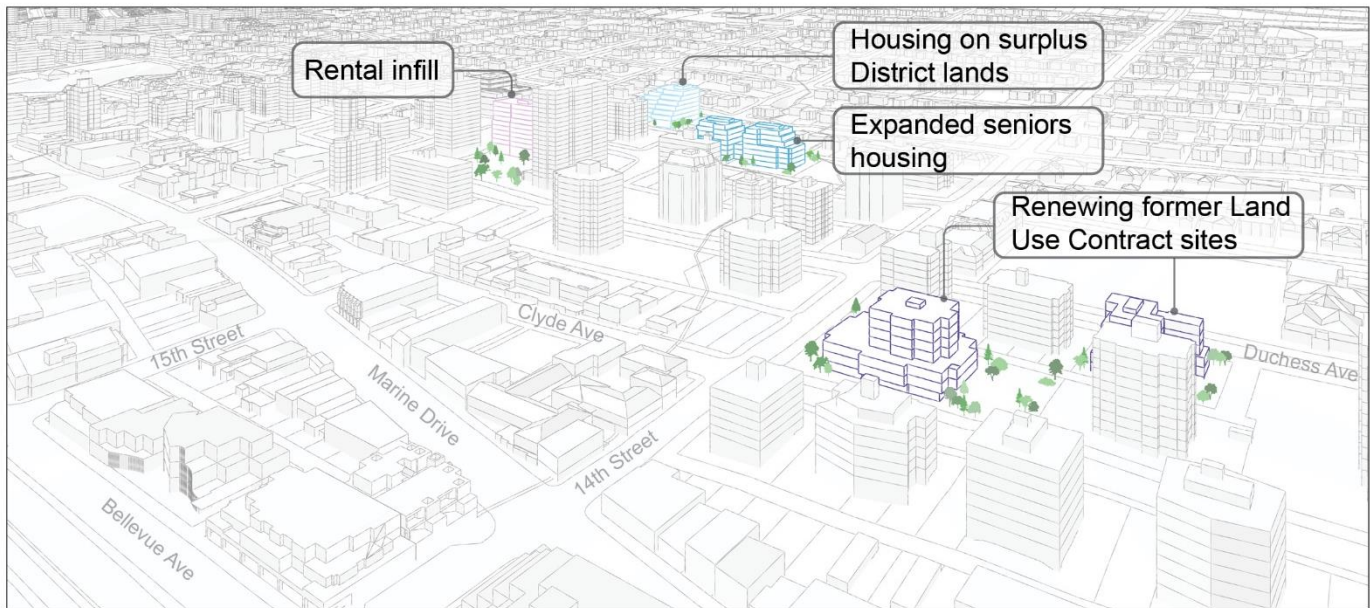 Housing on surplus
District lands
Rental infill
Expanded seniors
housing
Renewing former Land
Use Contract sites
Clyde Ave
15th Street
Duchess Ave
Marine Drive
14th Street
Bellevue Ave